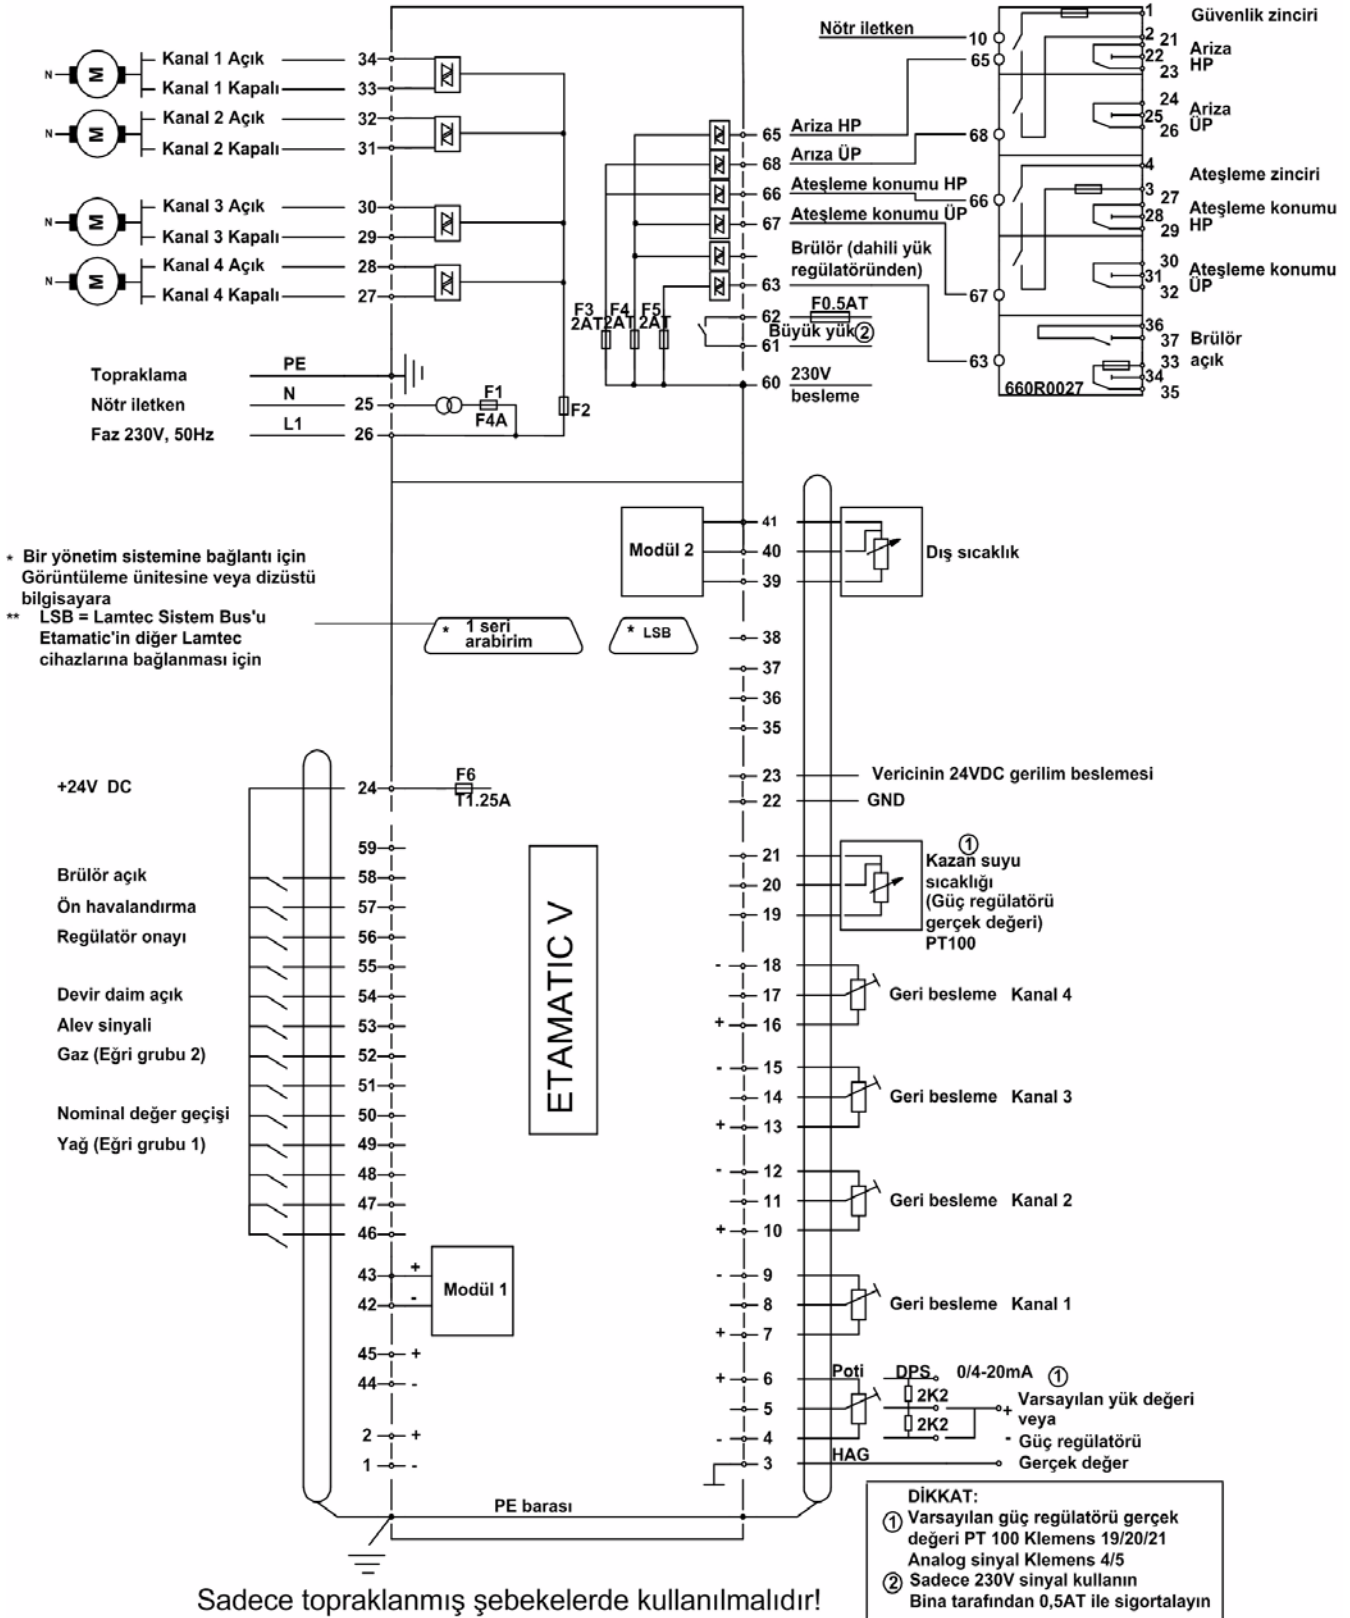 N
M
Kanal 1 Açık
34
Kanal 1 Kapalı
33
N
M
Kanal 2 Açık
32
Kanal 2 Kapalı
31
N
M
Kanal 3 Açık
30
Kanal 3 Kapalı
29
N
M
Kanal 4 Açık
28
Kanal 4 Kapalı
27
Topraklama
PE
Nötr iletken
N
25
F1
F4A
F2
Faz 230V, 50Hz
L1
26
65
Ariza HP
68
Arıza ÜP
66
Ateşleme konumu HP
67
Ateşleme konumu ÜP
Brülör (dahili yük
regülatöründen)
63
F3
2AT
F4
2AT
F5
2AT
62
F0.5AT
Büyük yük ②
61
60
230V
besleme
Nötr iletken
10
65
68
66
67
63
660R0027
1
Güvenlik zinciri
2
21
22
23
Ariza
HP
24
25
26
Ariza
ÜP
4
Ateşleme zinciri
3
27
28
29
Ateşleme konumu
HP
30
31
32
Ateşleme konumu
ÜP
36
37
33
34
35
Brülör
açık
Modül 2
41
40
39
Dış sıcaklık
* Bir yönetim sistemine bağlantı için
Görüntüleme ünitesine veya dizüstü
bilgisayara
** LSB = Lamtec Sistem Bus'u
Etamatic'in diğer Lamtec
cihazlarına bağlanması için
* 1 seri
arabirim
* LSB
38
37
36
35
23
Vericinin 24VDC gerilim beslemesi
22
GND
+24V DC
24
F6
T1.25A
59
Brülör açık
58
Ön havalandırma
57
Regülatör onayı
56
55
Devir daim açık
54
Alev sinyali
53
Gaz (Eğri grubu 2)
52
51
Nominal değer geçişi
50
Yağ (Eğri grubu 1)
49
48
47
46
43
+
42
-
Modül 1
45
+
44
-
2
+
1
-
ETAMATIC V
21
20
19
①
Kazan suyu
sıcaklığı
(Güç regülatörü
gerçek değeri)
PT100
- 18
17
+ 16
Geri besleme Kanal 4
- 15
14
+ 13
Geri besleme Kanal 3
- 12
11
+ 10
Geri besleme Kanal 2
- 9
8
+ 7
Geri besleme Kanal 1
+ 6
5
- 4
3
Poti
DPS
0/4-20mA ①
2K2
2K2
+ Varsayılan yük değeri
veya
- Güç regülatörü
HAG
Gerçek değer
PE barası
DİKKAT:
① Varsayılan güç regülatörü gerçek
değeri PT 100 Klemens 19/20/21
Analog sinyal Klemens 4/5
② Sadece 230V sinyal kullanın
Bina tarafından 0,5AT ile sigortalayın
Sadece topraklanmış şebekelerde kullanılmalıdır!